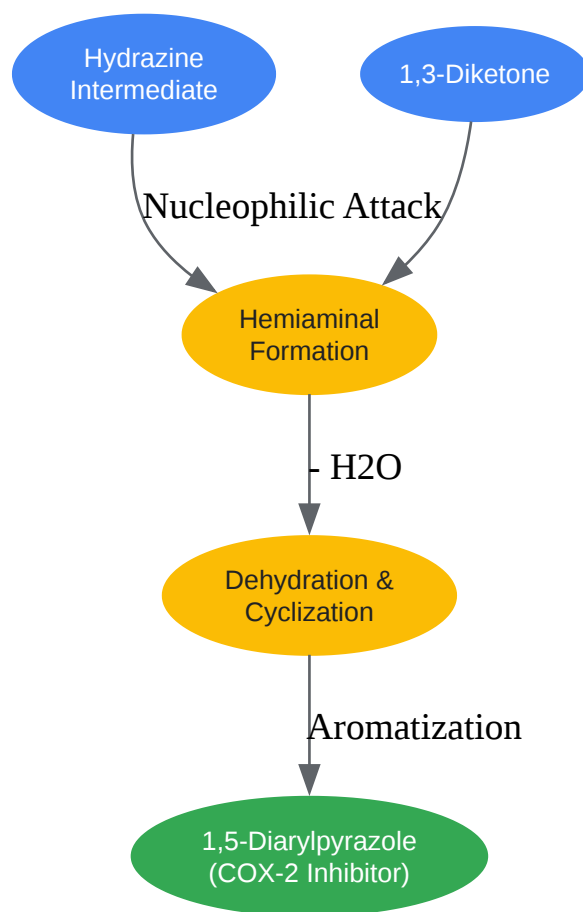 Hydrazine
Intermediate
1,3-Diketone
Nucleophilic Attack
Hemiaminal
Formation
- H2O
Dehydration &
Cyclization
Aromatization
1,5-Diarylpyrazole
(COX-2 Inhibitor)